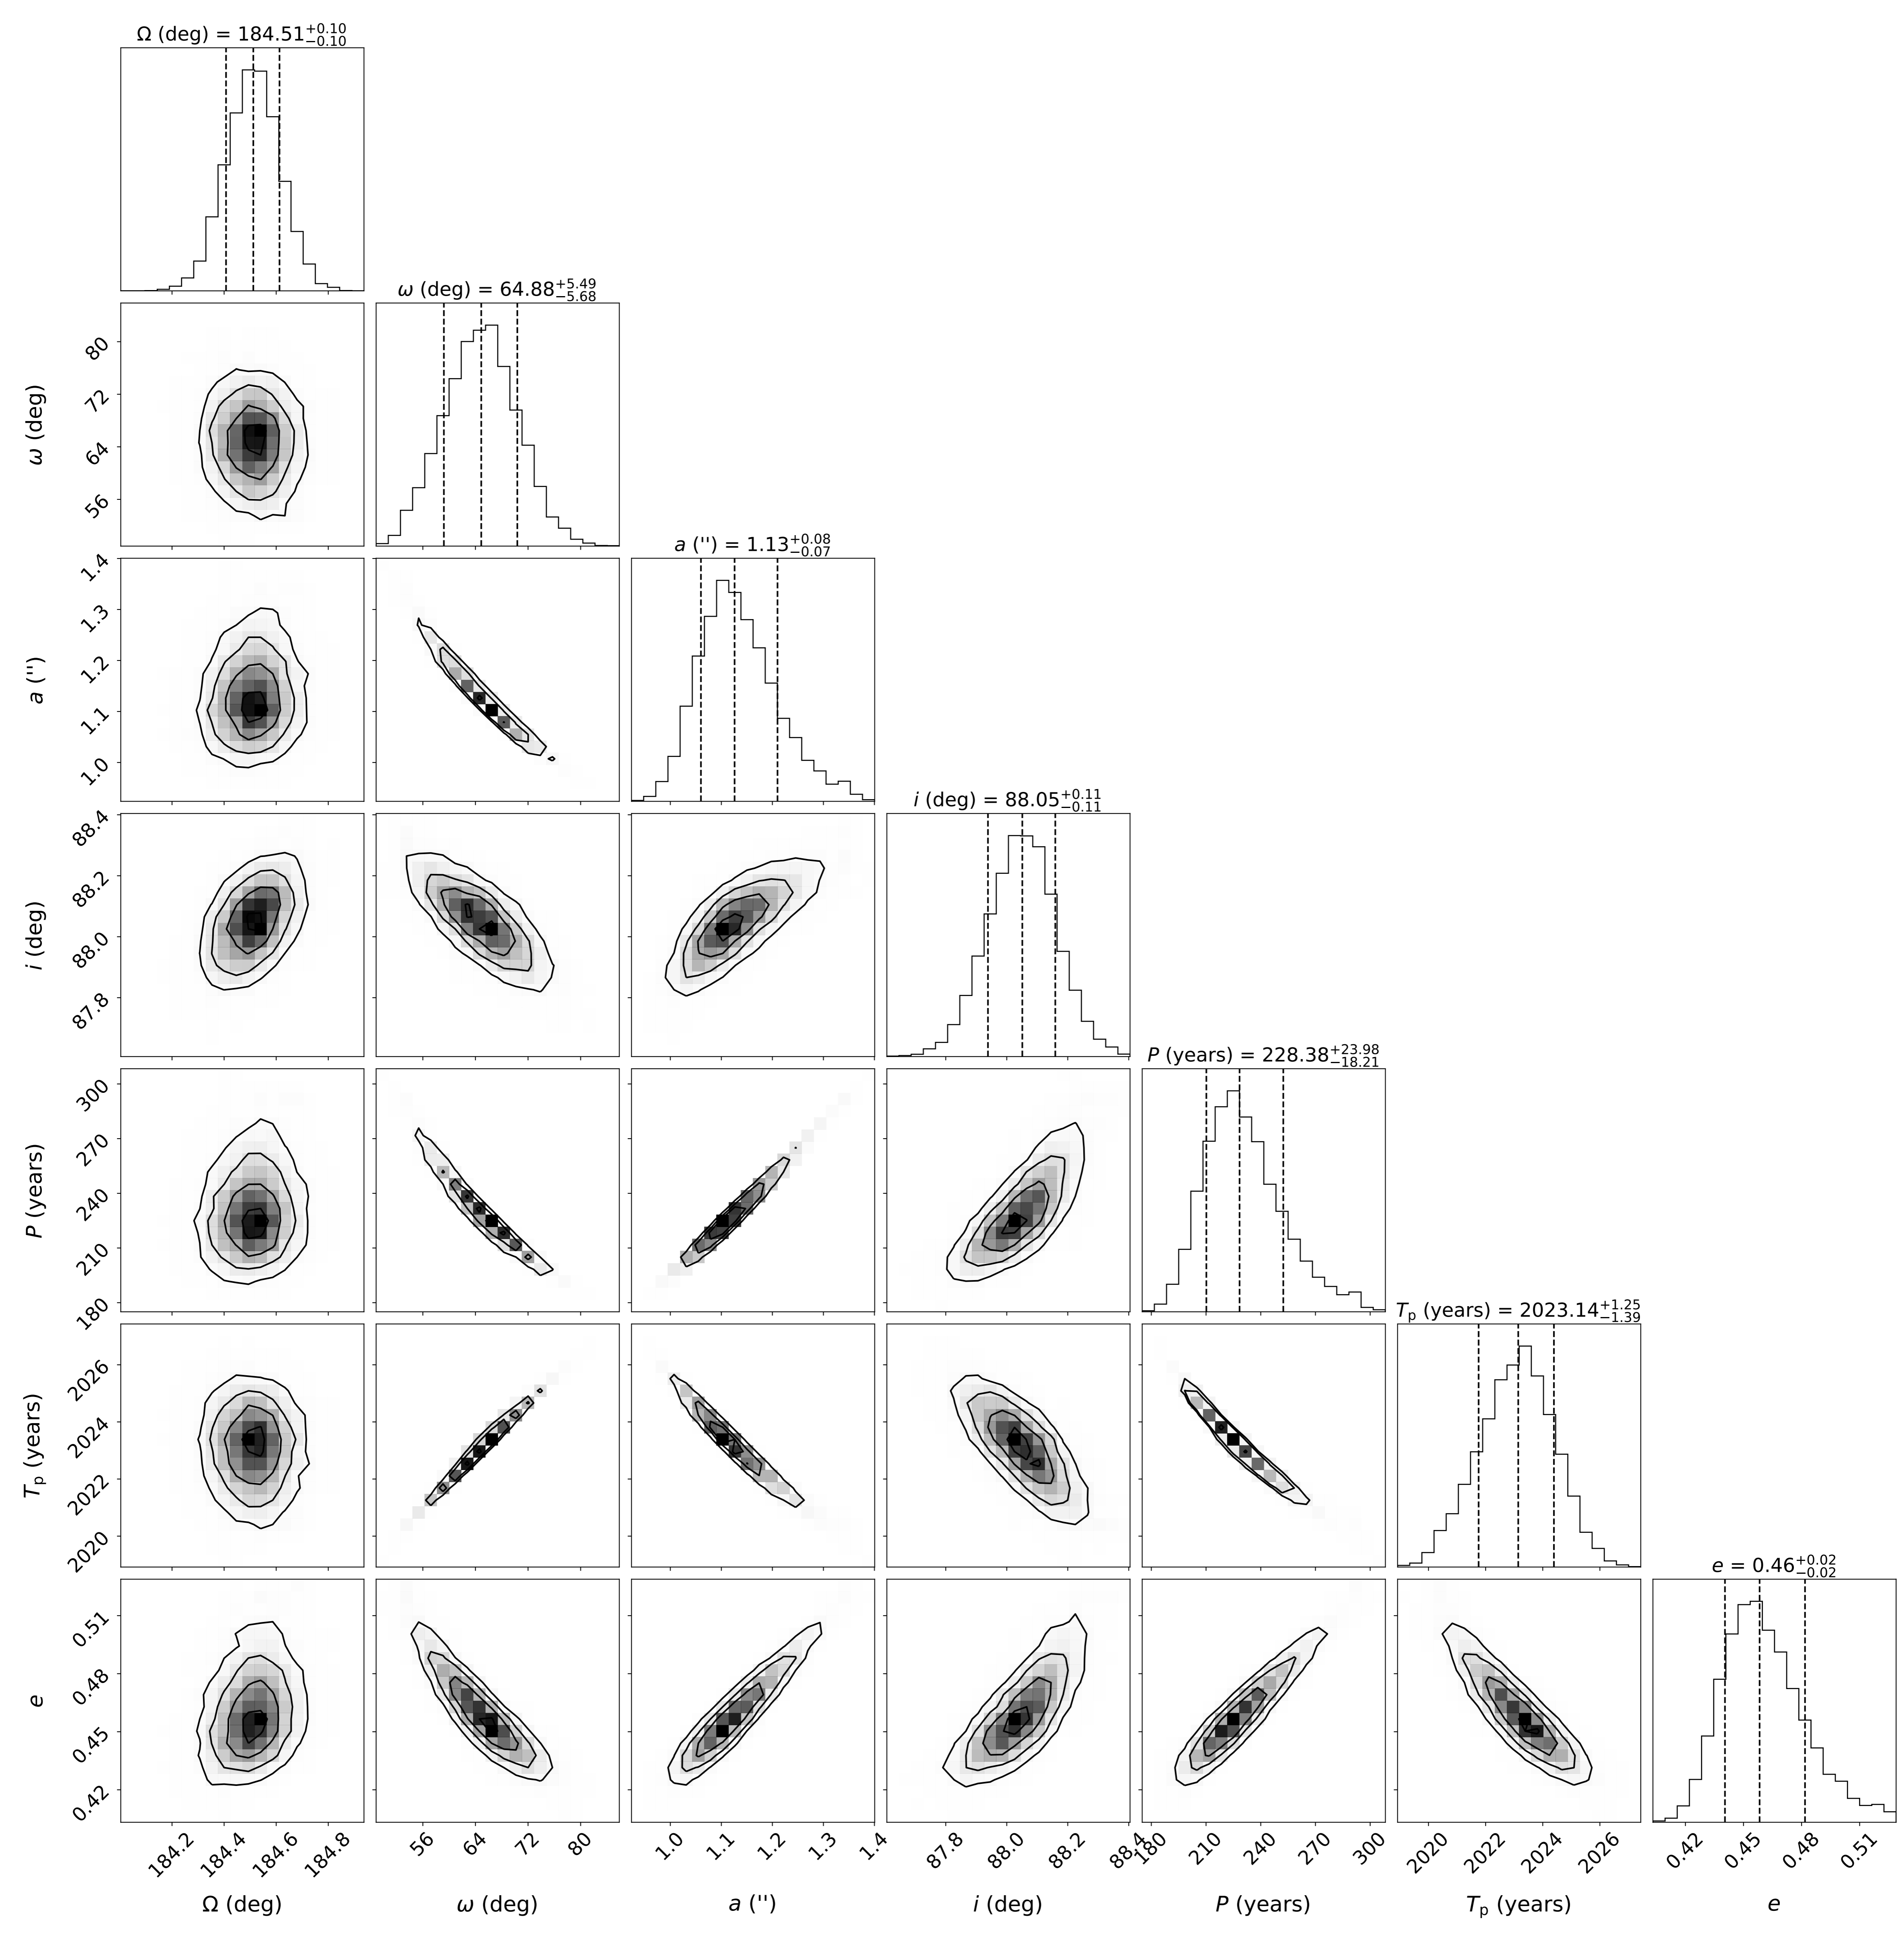 Ω (deg) = 184.51+0.10 −0.10
ω (deg) = 64.88+5.49 −5.68
80
72
64
56
ω (deg)
a ('') = 1.13+0.08 −0.07
1.4
1.3
1.2
1.1
1.0
a ('')
i (deg) = 88.05+0.11 −0.11
88.4
88.2
88.0
87.8
i (deg)
P (years) = 228.38+23.98 −18.21
300
270
240
210
180
P (years)
Tp (years) = 2023.14+1.25 −1.39
2026
2024
2022
2020
Tp (years)
e = 0.46+0.02 −0.02
0.51
0.48
0.45
0.42
e
184.2 184.4 184.6 184.8 56 64 72 80 1.0 1.1 1.2 1.3 1.4 87.8 88.0 88.2 88.4 180 210 240 270 300 2020 2022 2024 2026 0.42 0.45 0.48 0.51
Ω (deg) ω (deg) a ('') i (deg) P (years) Tp (years) e